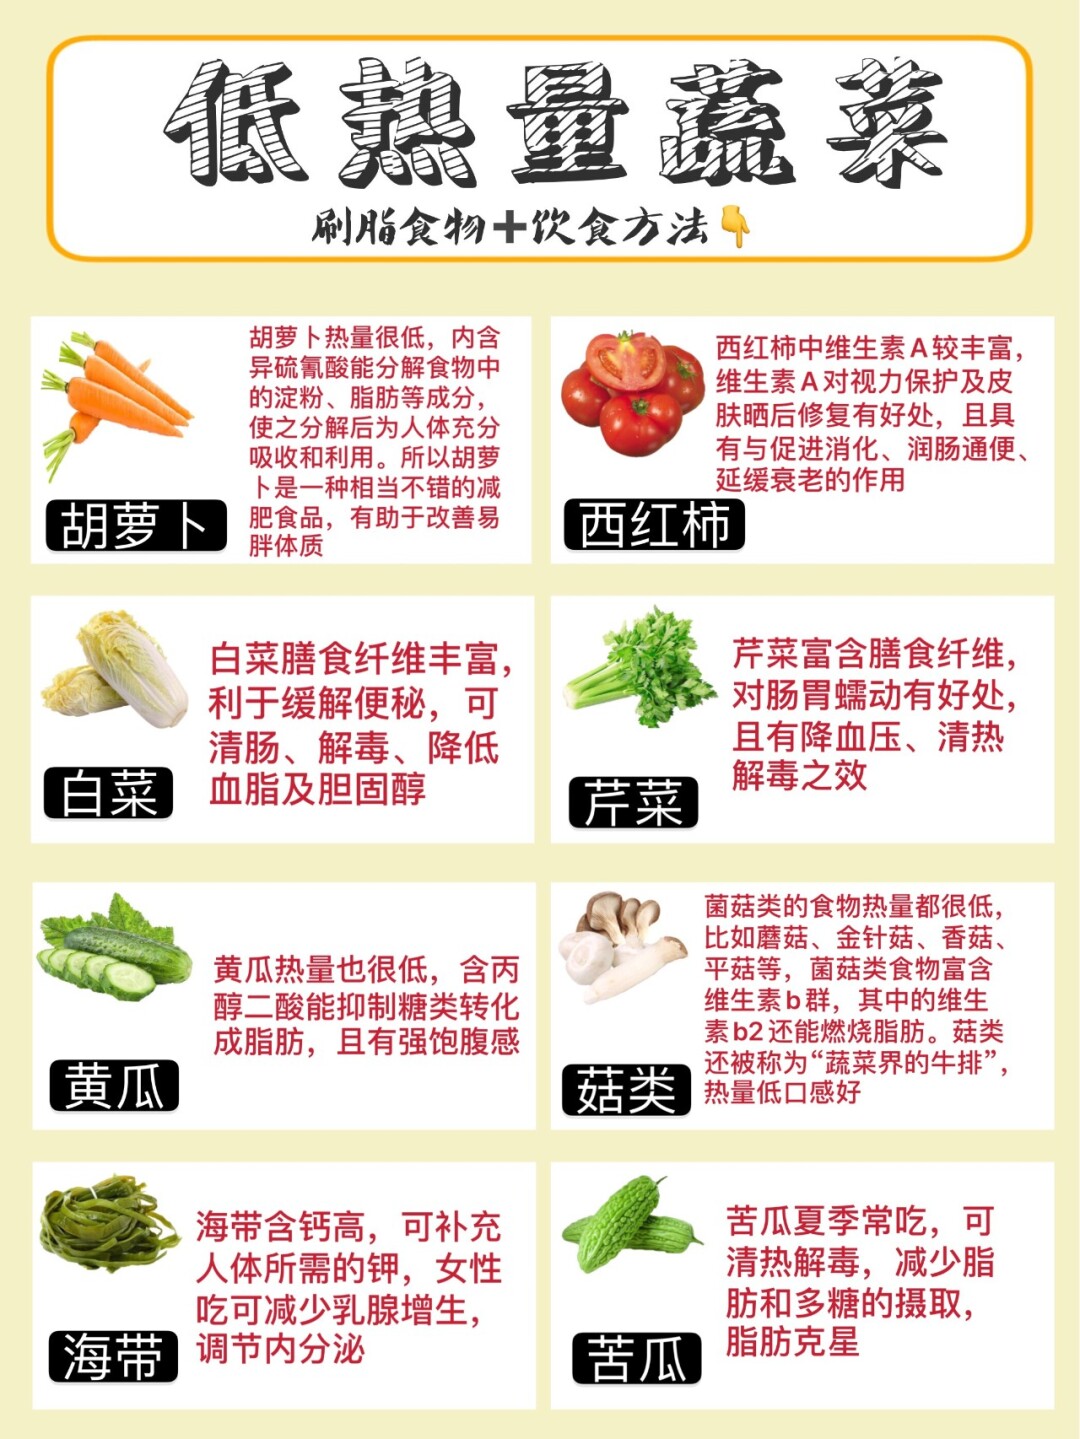 低热量蔬菜
刷脂食物➕饮食方法👇
胡萝卜热量很低，内含
异硫氰酸能分解食物中
的淀粉、脂肪等成分，
使之分解后为人体充分
吸收和利用。所以胡萝
卜是一种相当不错的减
肥食品，有助于改善易
胖体质
胡萝卜
西红柿中维生素A较丰富，
维生素A对视力保护及皮
肤晒后修复有好处，且具
有与促进消化、润肠通便、
延缓衰老的作用
西红柿
白菜膳食纤维丰富，
利于缓解便秘，可
清肠、解毒、降低
血脂及胆固醇
白菜
芹菜富含膳食纤维，
对肠胃蠕动有好处，
且有降血压、清热
解毒之效
芹菜
黄瓜热量也很低，含丙
醇二酸能抑制糖类转化
成脂肪，且有强饱腹感
黄瓜
菌菇类的食物热量都很低，
比如蘑菇、金针菇、香菇、
平菇等，菌菇类食物富含
维生素b群，其中的维生
素b2还能燃烧脂肪。菇类
还被称为“蔬菜界的牛排”，
热量低口感好
菇类
海带含钙高，可补充
人体所需的钾，女性
吃可减少乳腺增生，
调节内分泌
海带
苦瓜夏季常吃，可
清热解毒，减少脂
肪和多糖的摄取，
脂肪克星
苦瓜